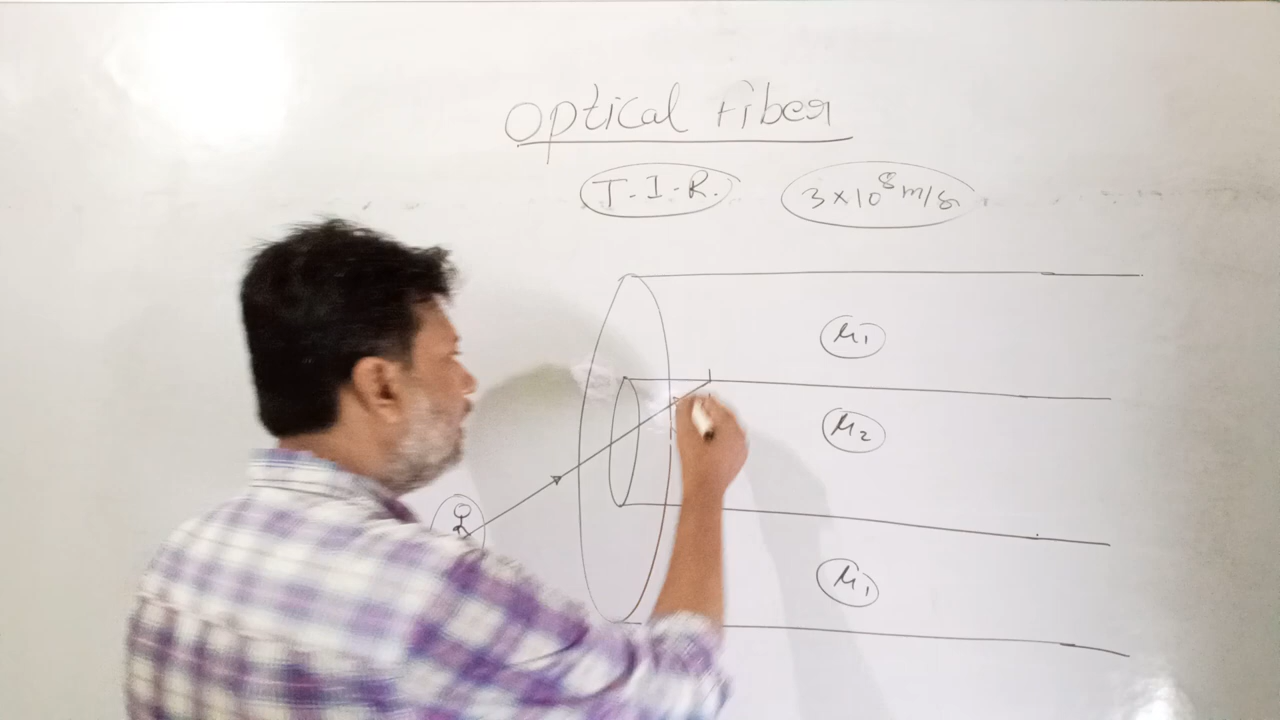 Optical Fiber
T.I.R. 3×10⁸ m/s
μ₁
μ₂
μ₁